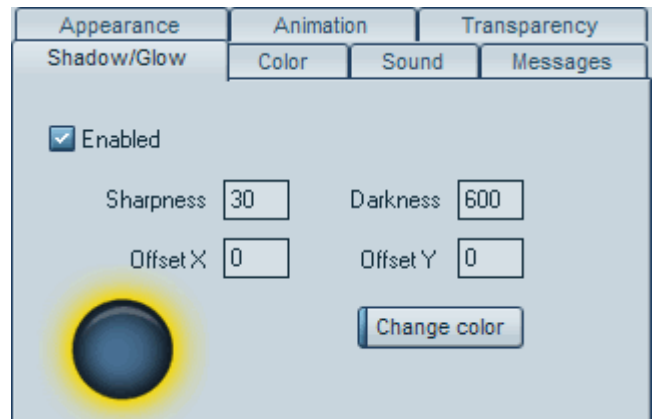 Appearance Animation Transparency
Shadow/Glow Color Sound Messages
Enabled
Sharpness 30 Darkness 600
Offset X 0 Offset Y 0
Change color